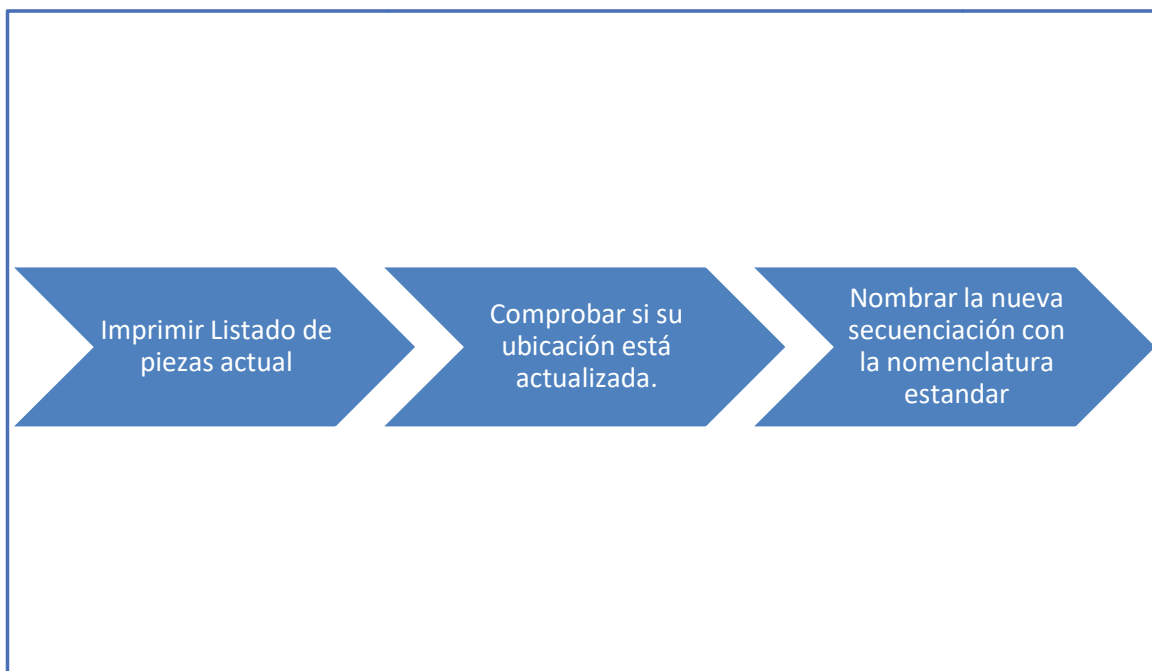 Imprimir Listado de
piezas actual
Comprobar si su
ubicación está
actualizada.
Nombrar la nueva
secuenciación con
la nomenclatura
estandar